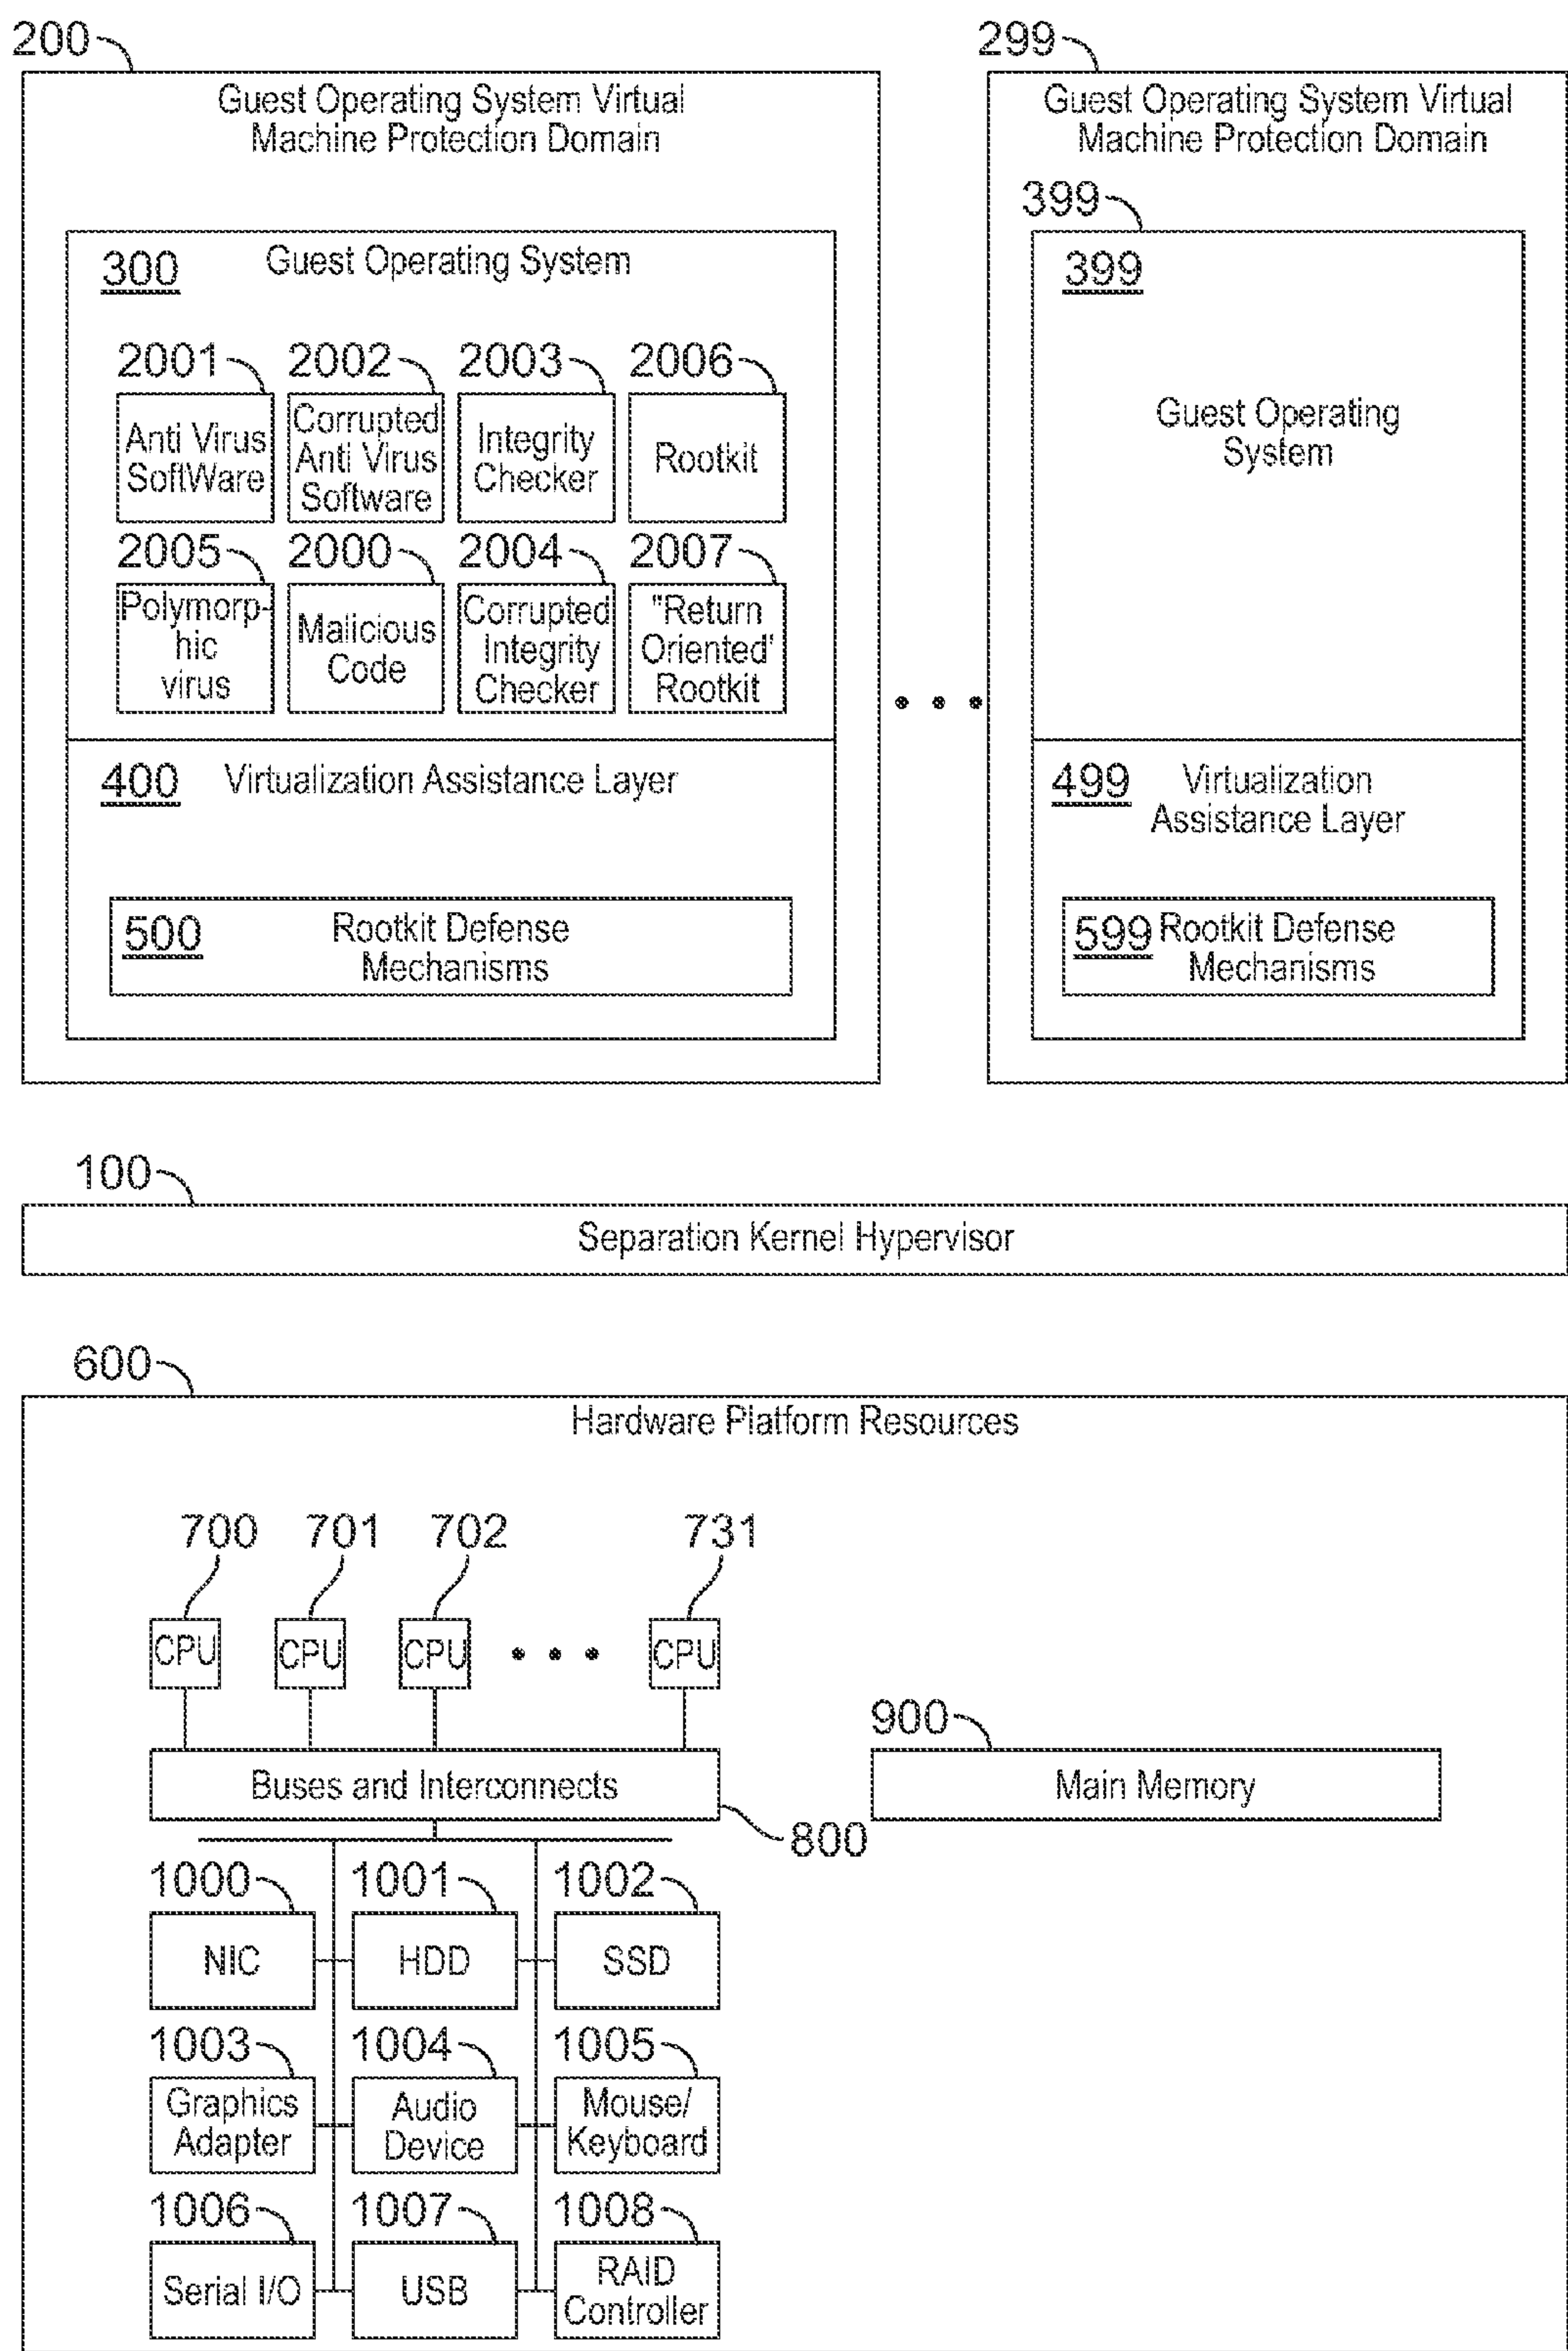 200
Guest Operating System Virtual
Machine Protection Domain
300
Guest Operating System
2001
2002
2003
2006
Anti Virus
SoftWare
Corrupted
Anti Virus
Software
Integrity
Checker
Rootkit
2005
2000
2004
2007
Polymorp-
hic
virus
Malicious
Code
Corrupted
Integrity
Checker
"Return
Oriented'
Rootkit
400
Virtualization Assistance Layer
500
Rootkit Defense
Mechanisms
299
Guest Operating System Virtual
Machine Protection Domain
399
399
Guest Operating
System
499
Virtualization
Assistance Layer
599
Rootkit Defense
Mechanisms
100
Separation Kernel Hypervisor
600
Hardware Platform Resources
700
701
702
731
CPU
CPU
CPU
CPU
Buses and Interconnects
800
900
Main Memory
1000
1001
1002
NIC
HDD
SSD
1003
1004
1005
Graphics
Adapter
Audio
Device
Mouse/
Keyboard
1006
1007
1008
Serial I/O
USB
RAID
Controller